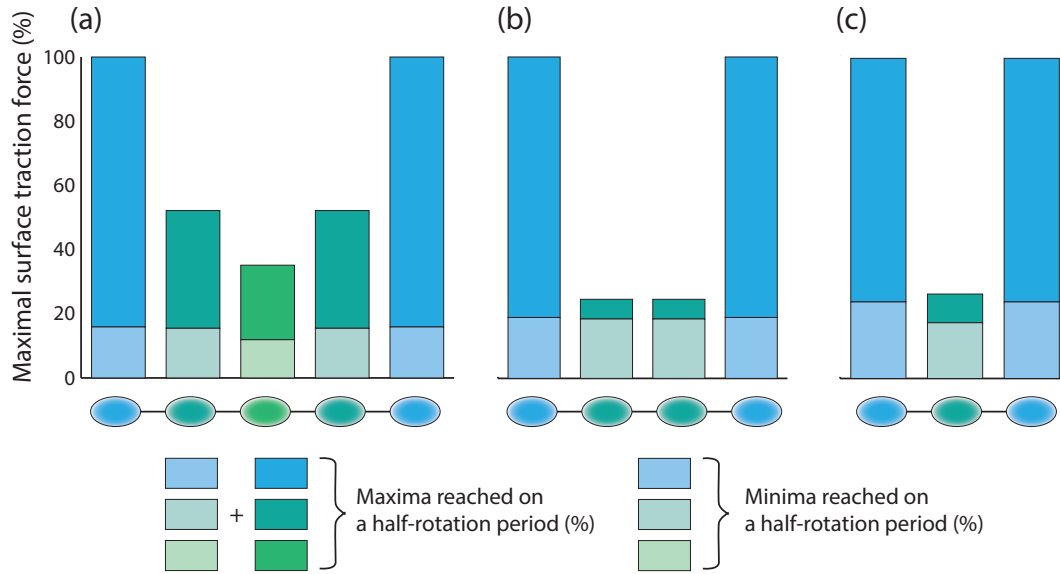 (a)
(b)
(c)
Maximal surface traction force (%)
100
80
60
40
20
0
+
Maxima reached on
a half-rotation period (%)
Minima reached on
a half-rotation period (%)